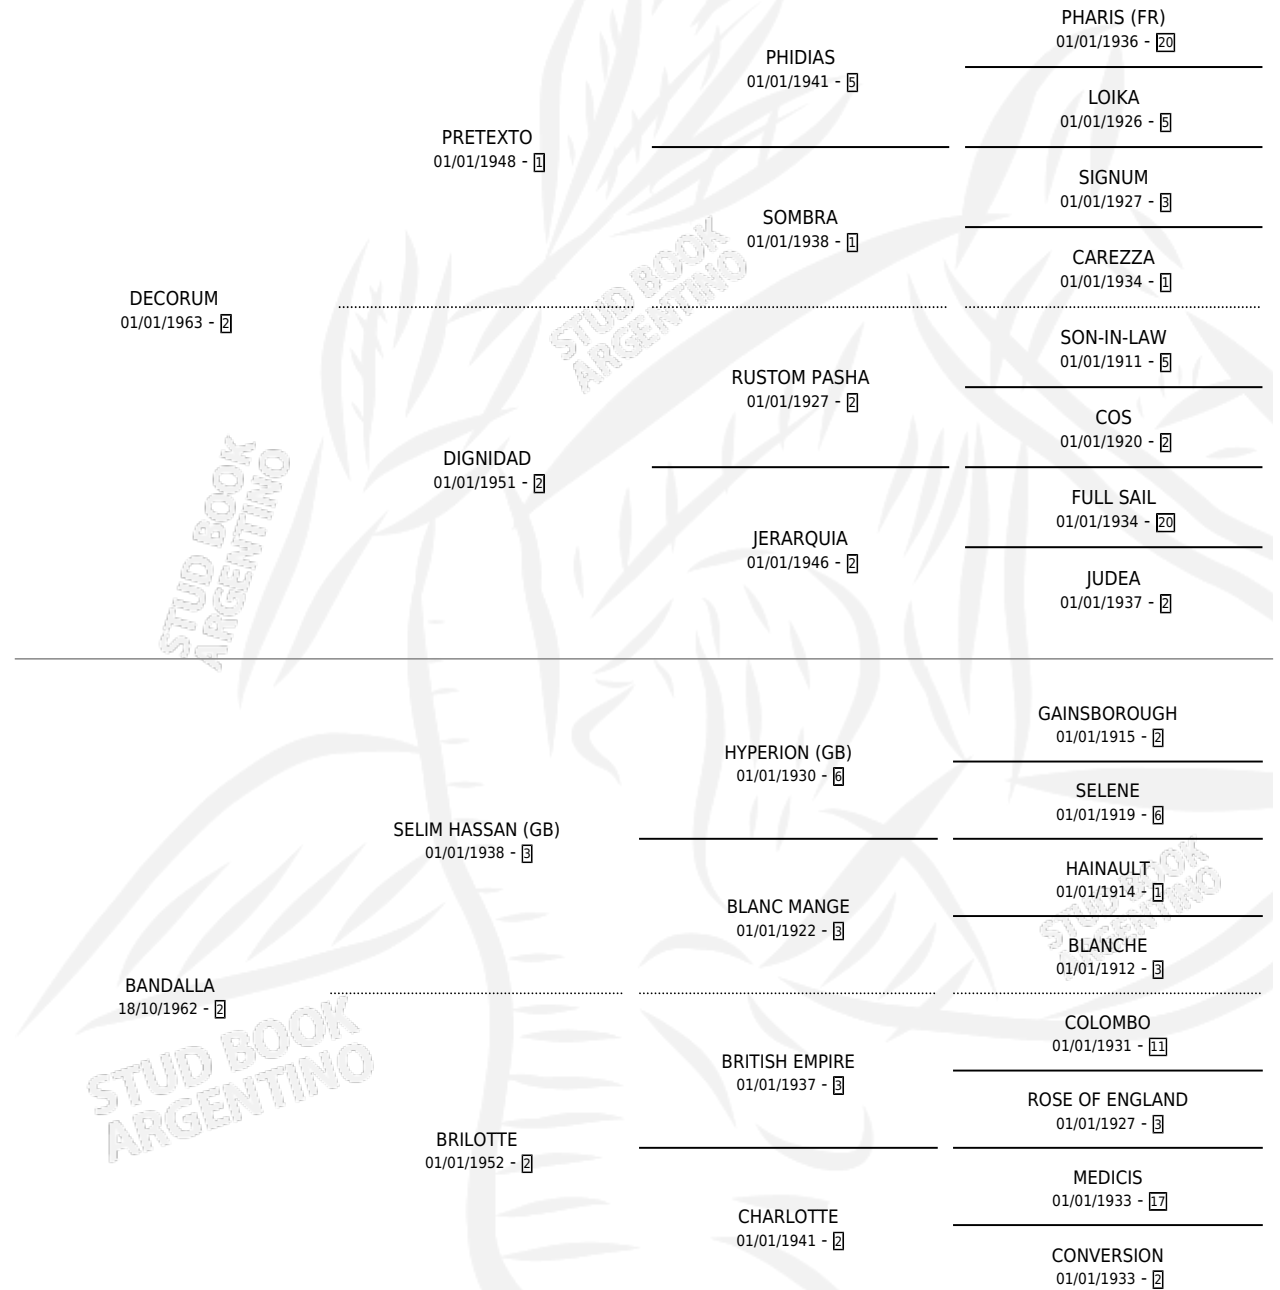 PHARIS (FR)
01/01/1936 - 20
PHIDIAS
01/01/1941 - 5
LOIKA
01/01/1926 - 5
PRETEXTO
01/01/1948 - 1
SIGNUM
01/01/1927 - 3
SOMBRA
01/01/1938 - 1
CAREZZA
01/01/1934 - 1
DECORUM
01/01/1963 - 2
SON-IN-LAW
01/01/1911 - 5
RUSTOM PASHA
01/01/1927 - 2
COS
01/01/1920 - 2
DIGNIDAD
01/01/1951 - 2
FULL SAIL
01/01/1934 - 20
JERARQUIA
01/01/1946 - 2
JUDEA
01/01/1937 - 2
GAINSBOROUGH
01/01/1915 - 2
HYPERION (GB)
01/01/1930 - 6
SELENE
01/01/1919 - 6
SELIM HASSAN (GB)
01/01/1938 - 3
HAINAULT
01/01/1914 - 1
BLANC MANGE
01/01/1922 - 3
BLANCHE
01/01/1912 - 3
BANDALLA
18/10/1962 - 2
COLOMBO
01/01/1931 - 11
BRITISH EMPIRE
01/01/1937 - 3
ROSE OF ENGLAND
01/01/1927 - 3
BRILOTTE
01/01/1952 - 2
MEDICIS
01/01/1933 - 17
CHARLOTTE
01/01/1941 - 2
CONVERSION
01/01/1933 - 2
STUD BOOK
ARGENTINO
STUD BOOK
ARGENTINO
STUD BOOK
ARGENTINO
STUD BOOK
ARGENTINO